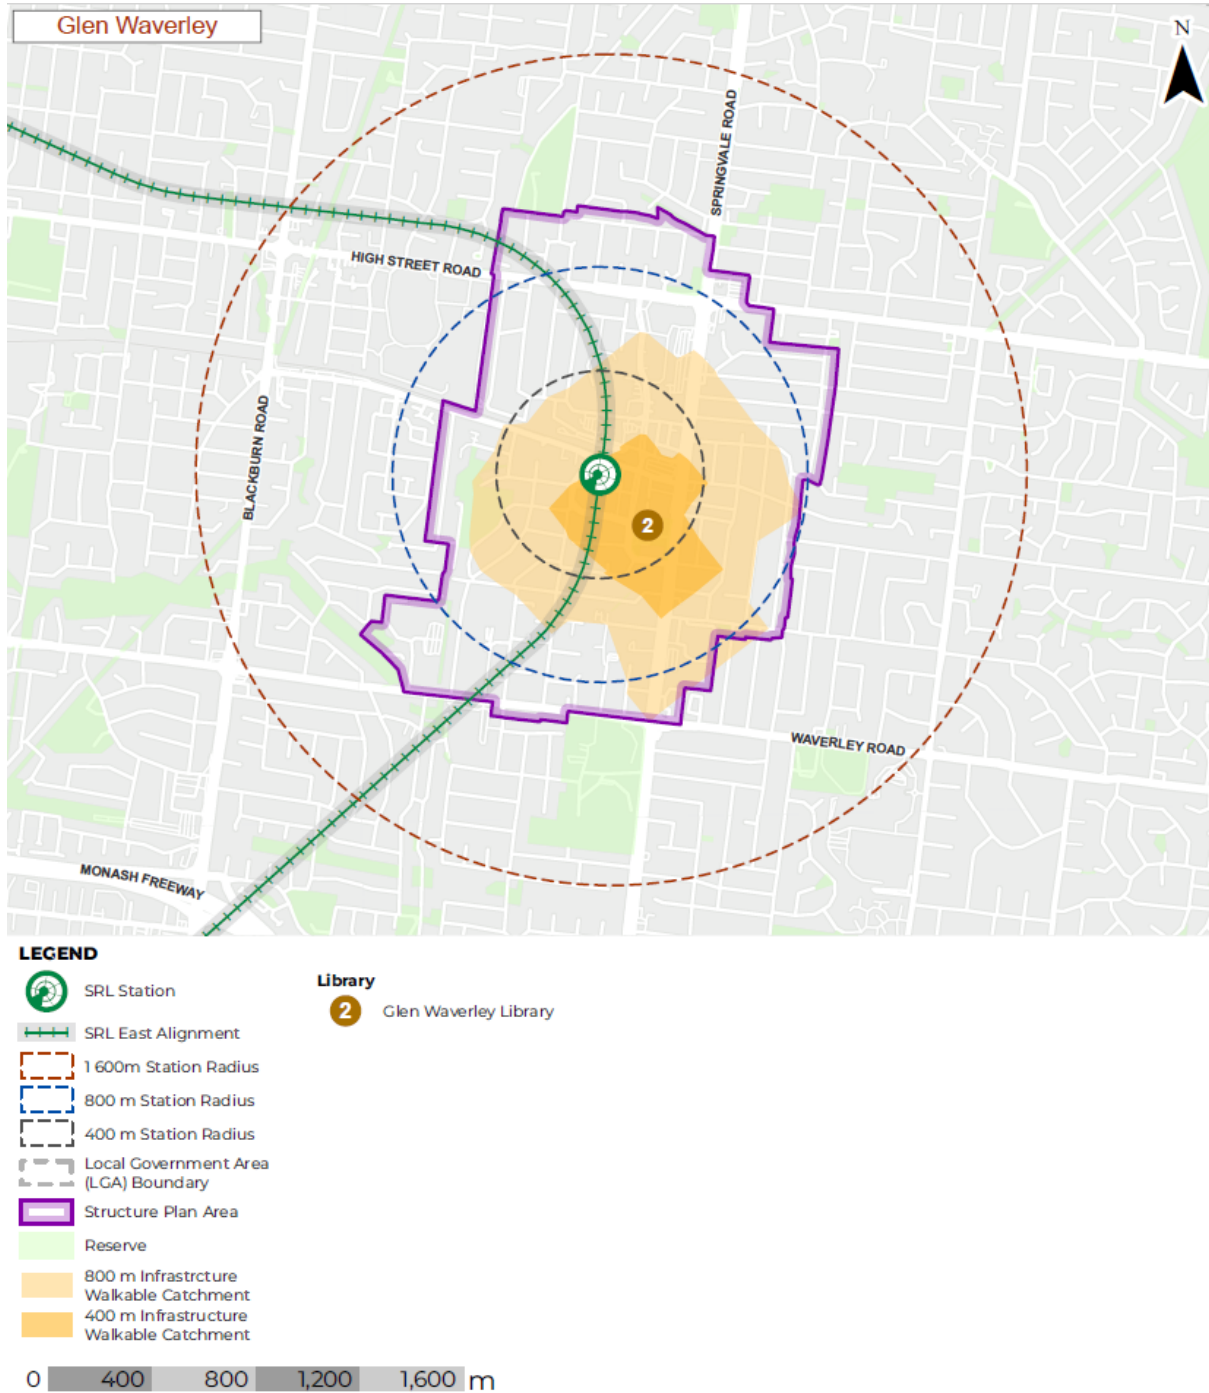 Glen Waverley
N
SPRINGVALE ROAD
HIGH STREET ROAD
BLACKBURN ROAD
2
WAVERLEY ROAD
MONASH FREEWAY
LEGEND
SRL Station
SRL East Alignment
1 600m Station Radius
800 m Station Radius
400 m Station Radius
Local Government Area
(LGA) Boundary
Structure Plan Area
Reserve
800 m Infrastrcture
Walkable Catchment
400 m Infrastructure
Walkable Catchment
Library
2 Glen Waverley Library
0 400 800 1,200 1,600 m